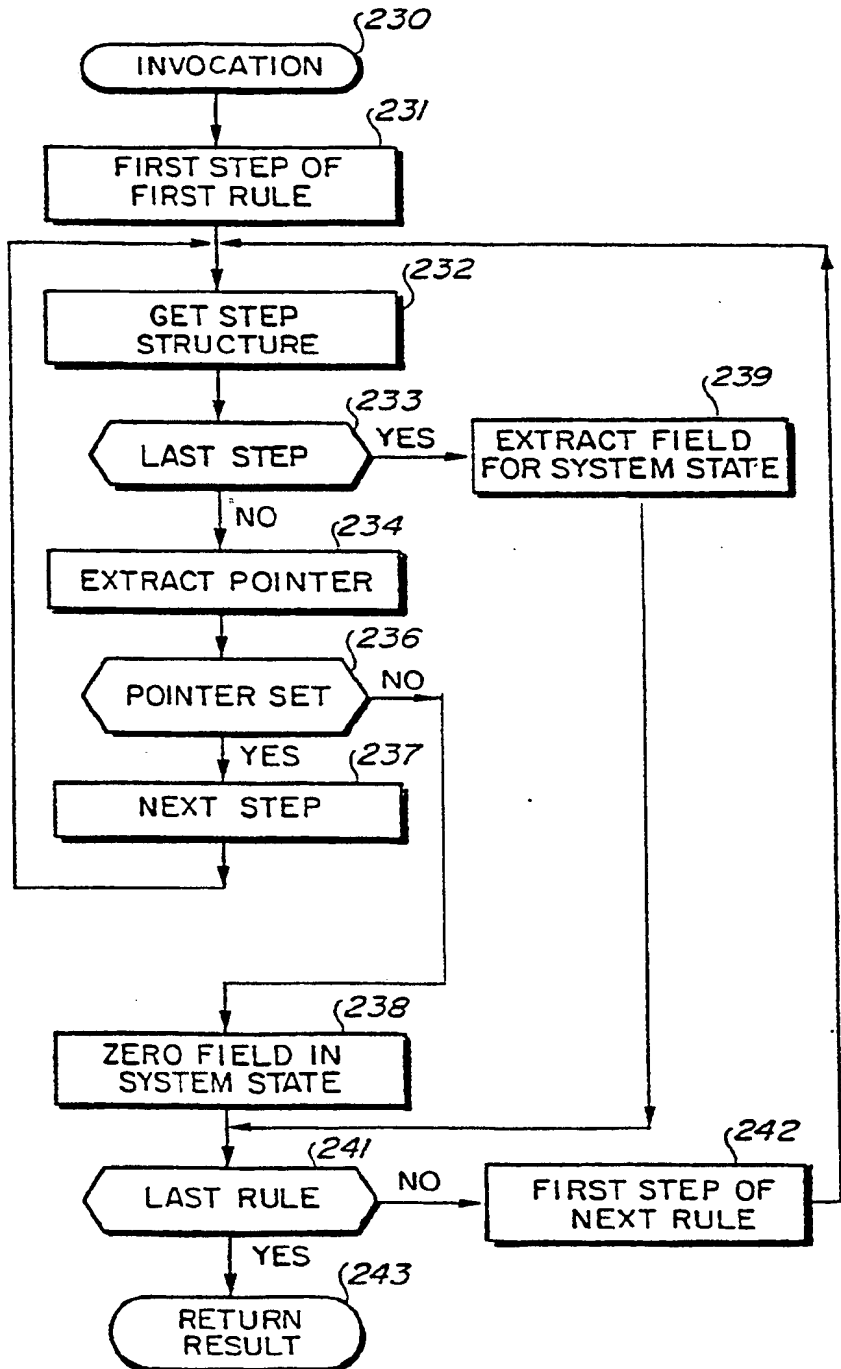 230
INVOCATION
231
FIRST STEP OF
FIRST RULE
232
GET STEP
STRUCTURE
233
LAST STEP
YES
239
EXTRACT FIELD
FOR SYSTEM STATE
NO
234
EXTRACT POINTER
236
POINTER SET
NO
YES
237
NEXT STEP
238
ZERO FIELD IN
SYSTEM STATE
241
LAST RULE
NO
242
FIRST STEP OF
NEXT RULE
YES
243
RETURN
RESULT